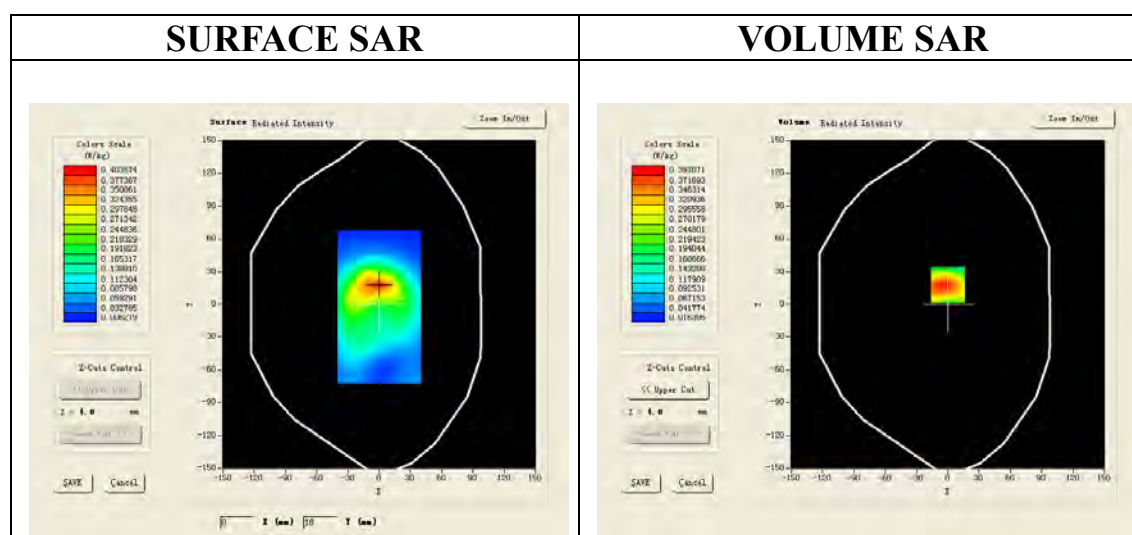 SURFACE SAR
VOLUME SAR
Surface Radiated Intensity
Zoom In/Out
Colors Scale
(W/kg)
0.403874
0.377367
0.350861
0.324355
0.297848
0.271342
0.244836
0.218329
0.191823
0.165317
0.138810
0.112304
0.085798
0.059291
0.032785
0.006279
150
120
90
60
30
0
-30
-60
-90
-120
-150
-150 -120 -90 -60 -30 0 30 60 90 120 150
Z-Cuts Control
Z = 4.0 mm
SAVE
Cancel
0 X (mm) 18 Y (mm)
Volume Radiated Intensity
Zoom In/Out
Colors Scale
(W/kg)
0.371693
0.346314
0.320936
0.295558
0.270179
0.244801
0.219423
0.194044
0.168666
0.143288
0.117909
0.092531
0.067153
0.041774
0.016396
150
120
90
60
30
0
-30
-60
-90
-120
-150
-150 -120 -90 -60 -30 0 30 60 90 120 150
Z-Cuts Control
<< Upper Cut
Z = 4.0 mm
SAVE
Cancel